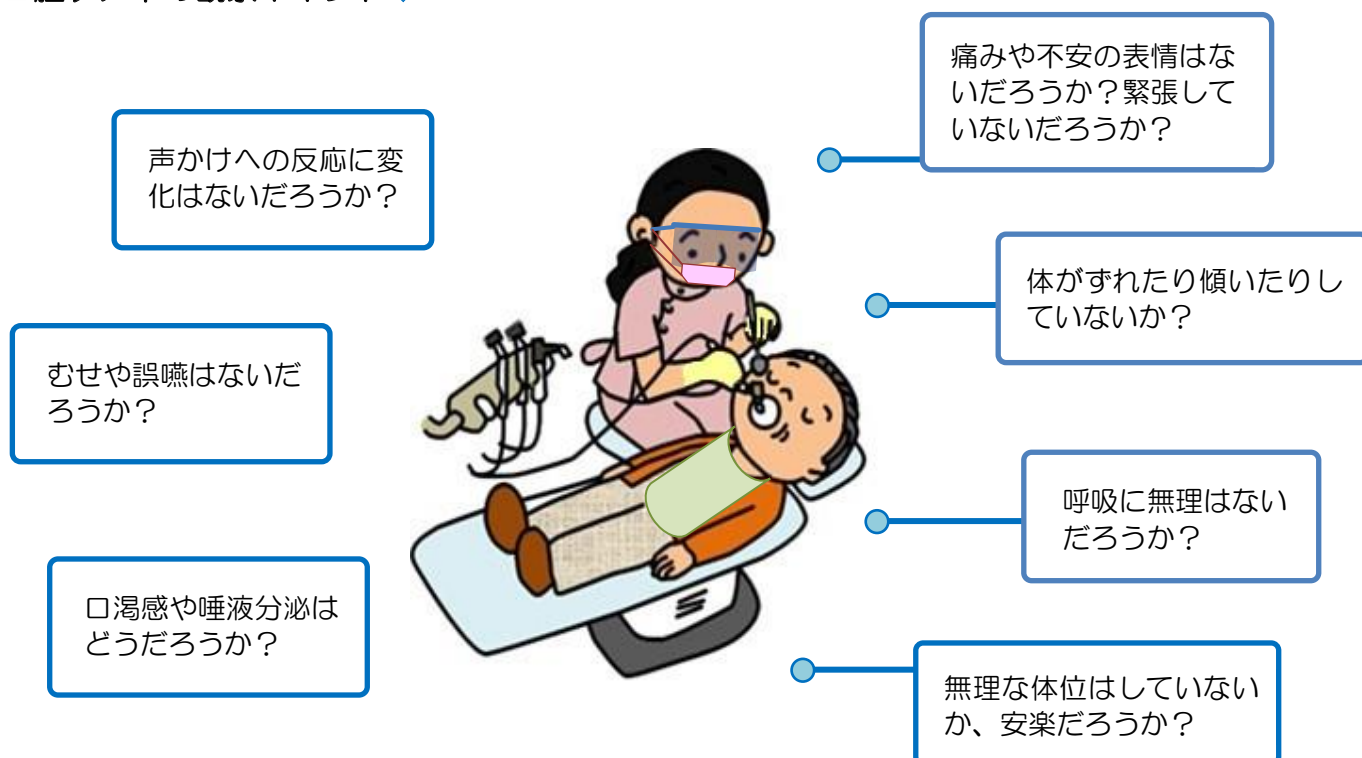 痛みや不安の表情はな
いだろうか？緊張して
いないだろうか？
声かけへの反応に変
化はないだろうか？
体がずれたり傾いたりし
ていないか？
むせや誤嚥はないだ
ろうか？
呼吸に無理はない
だろうか？
口渇感や唾液分泌は
どうだろうか？
無理な体位はしていない
か、安楽だろうか？